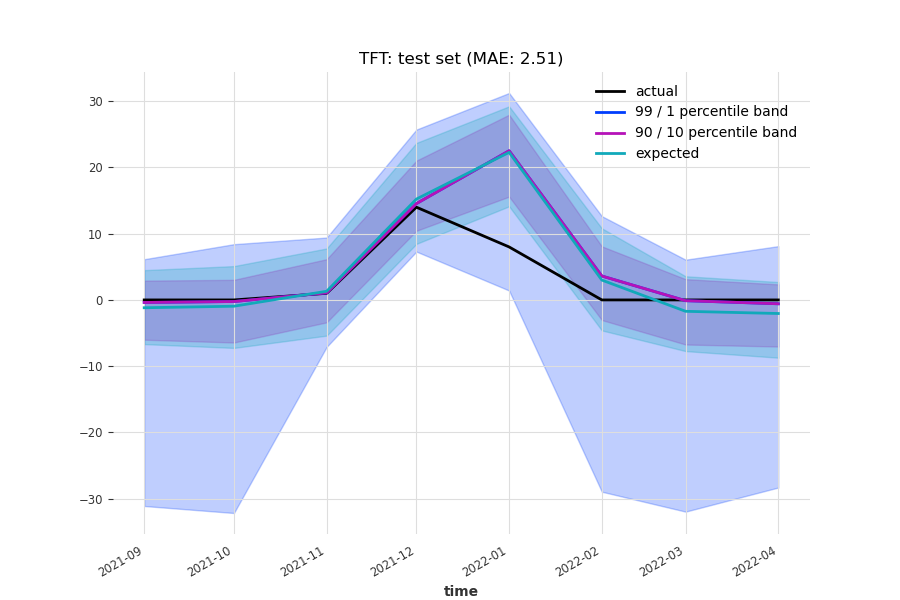 TFT: test set (MAE: 2.51)
actual
99 / 1 percentile band
90 / 10 percentile band
expected
30
20
10
0
−10
−20
−30
2021-09
2021-10
2021-11
2021-12
2022-01
2022-02
2022-03
2022-04
time